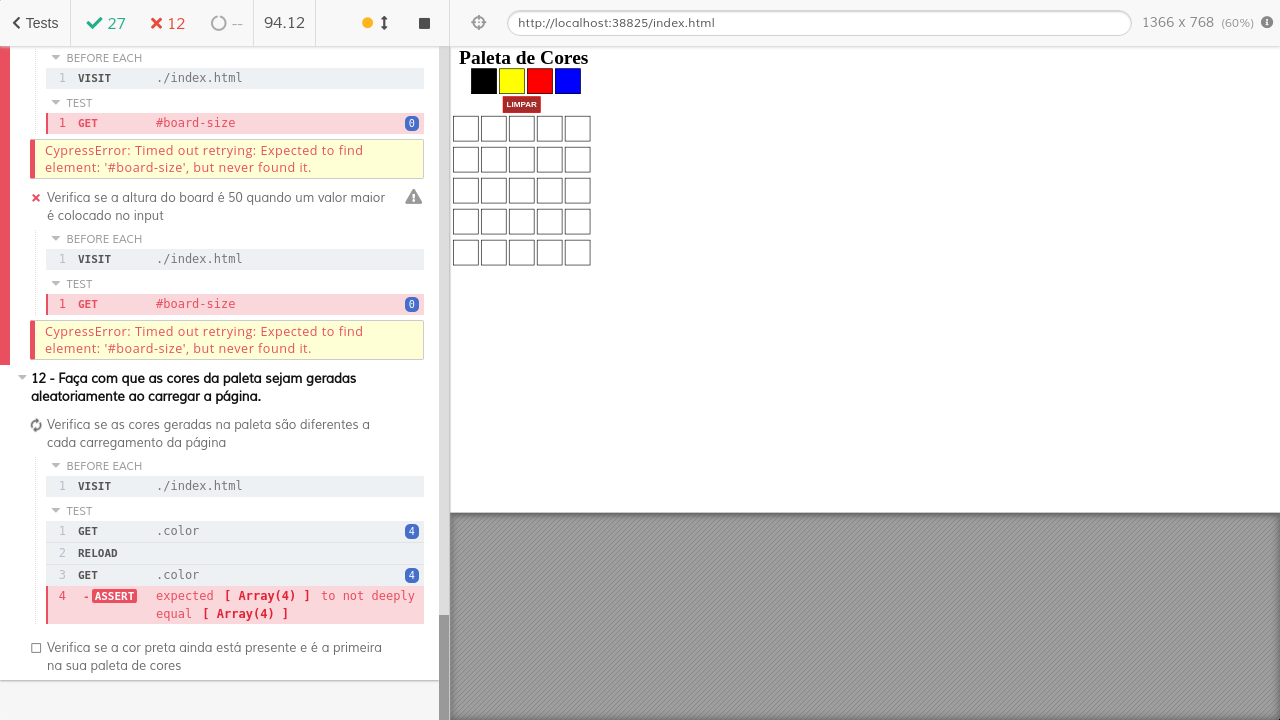 Tests
27
12
--
94.12
http://localhost:38825/index.html
1366 x 768 (60%)
BEFORE EACH
1 VISIT ./index.html
TEST
1 GET #board-size 0
CypressError: Timed out retrying: Expected to find
element: '#board-size', but never found it.
Verifica se a altura do board é 50 quando um valor maior
é colocado no input
BEFORE EACH
1 VISIT ./index.html
TEST
1 GET #board-size 0
CypressError: Timed out retrying: Expected to find
element: '#board-size', but never found it.
12 - Faça com que as cores da paleta sejam geradas
aleatoriamente ao carregar a página.
Verifica se as cores geradas na paleta são diferentes a
cada carregamento da página
BEFORE EACH
1 VISIT ./index.html
TEST
1 GET .color 4
2 RELOAD
3 GET .color 4
4 -ASSERT expected [ Array(4) ] to not deeply
equal [ Array(4) ]
Verifica se a cor preta ainda está presente e é a primeira
na sua paleta de cores
Paleta de Cores
LIMPAR